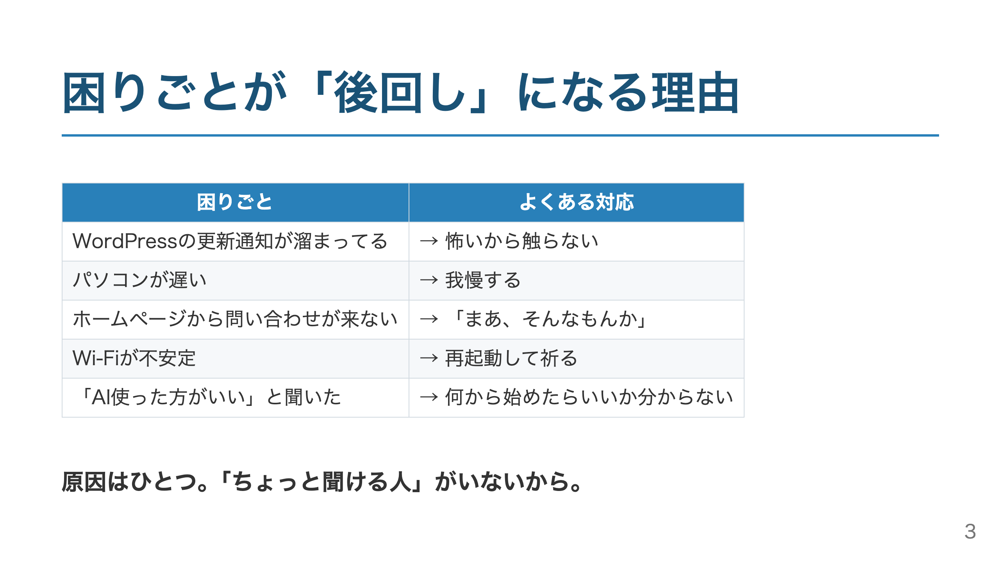 困りごとが「後回し」になる理由
困りごと よくある対応
WordPressの更新通知が溜まってる → 怖いから触らない
パソコンが遅い → 我慢する
ホームページから問い合わせが来ない → 「まあ、そんなもんか」
Wi-Fiが不安定 → 再起動して祈る
「AI使った方がいい」と聞いた → 何から始めたらいいか分からない
原因はひとつ。「ちょっと聞ける人」がいないから。
3